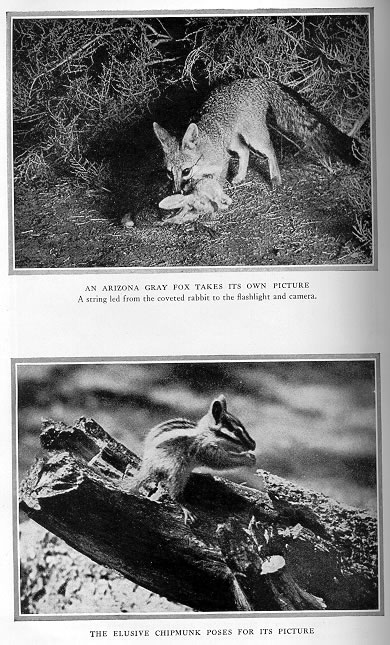 AN ARIZONA GRAY FOX TAKES ITS OWN PICTURE
A string led from the coveted rabbit to the flashlight and camera.
THE ELUSIVE CHIPMUNK POSES FOR ITS PICTURE